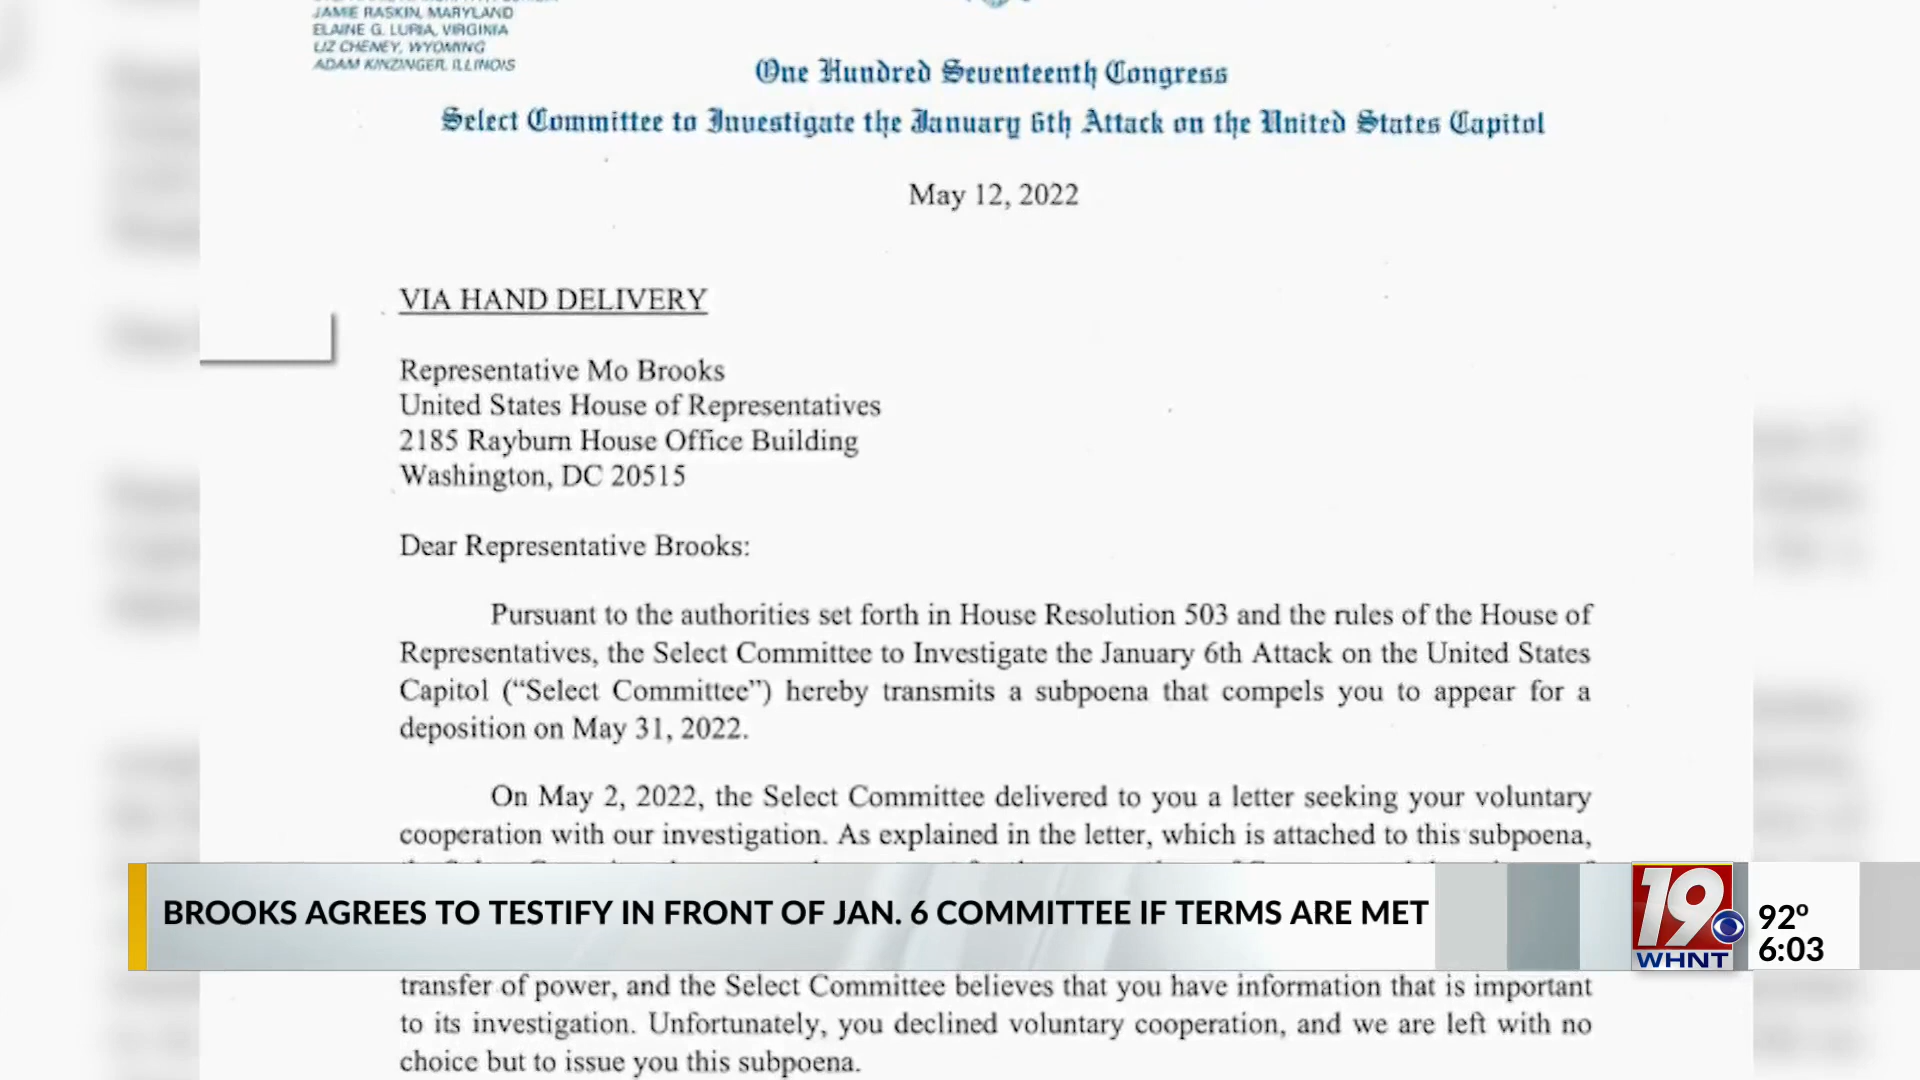 JAMIE RASKIN, MARYLAND
ELAINE G. LURIA, VIRGINIA
LIZ CHENEY, WYOMING
ADAM KINZINGER, ILLINOIS
One Hundred Seventeenth Congress
Select Committee to Investigate the January 6th Attack on the United States Capitol
May 12, 2022
VIA HAND DELIVERY
Representative Mo Brooks
United States House of Representatives
2185 Rayburn House Office Building
Washington, DC 20515
Dear Representative Brooks:
Pursuant to the authorities set forth in House Resolution 503 and the rules of the House of
Representatives, the Select Committee to Investigate the January 6th Attack on the United States
Capitol (“Select Committee”) hereby transmits a subpoena that compels you to appear for a
deposition on May 31, 2022.
On May 2, 2022, the Select Committee delivered to you a letter seeking your voluntary
cooperation with our investigation. As explained in the letter, which is attached to this subpoena,
BROOKS AGREES TO TESTIFY IN FRONT OF JAN. 6 COMMITTEE IF TERMS ARE MET
19
WHNT
92º
6:03
transfer of power, and the Select Committee believes that you have information that is important
to its investigation. Unfortunately, you declined voluntary cooperation, and we are left with no
choice but to issue you this subpoena.